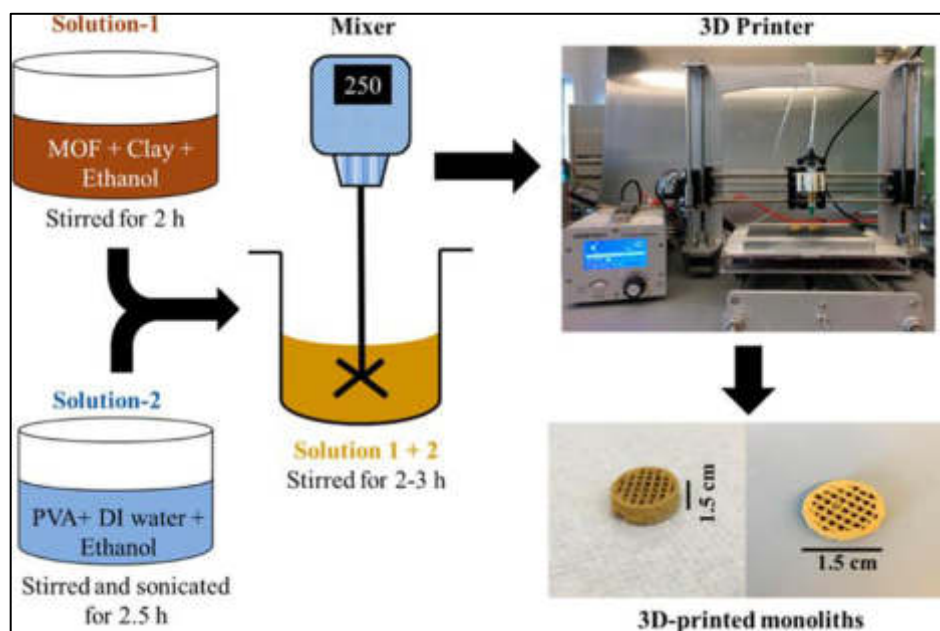 Solution-1
MOF + Clay +
Ethanol
Stirred for 2 h
Solution-2
PVA+ DI water +
Ethanol
Stirred and sonicated
for 2.5 h
Mixer
250
Solution 1 + 2
Stirred for 2-3 h
3D Printer
1.5 cm
1.5 cm
3D-printed monoliths